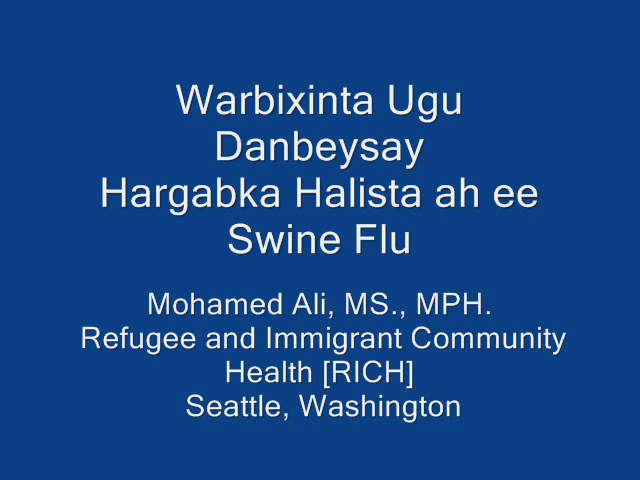 Warbixinta Ugu
Danbeysay
Hargabka Halista ah ee
Swine Flu
Mohamed Ali, MS., MPH.
Refugee and Immigrant Community
Health [RICH]
Seattle, Washington